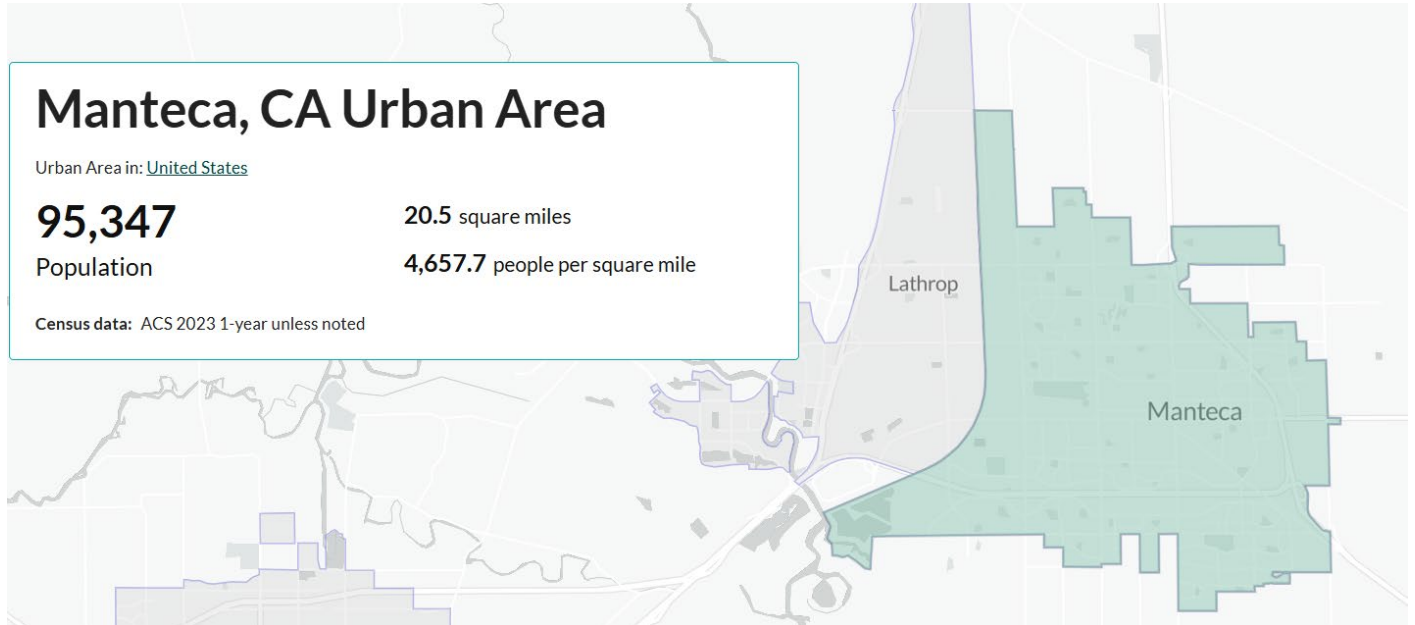 Manteca, CA Urban Area
Urban Area in: United States
95,347
Population
20.5 square miles
4,657.7 people per square mile
Census data: ACS 2023 1-year unless noted
Lathrop
Manteca